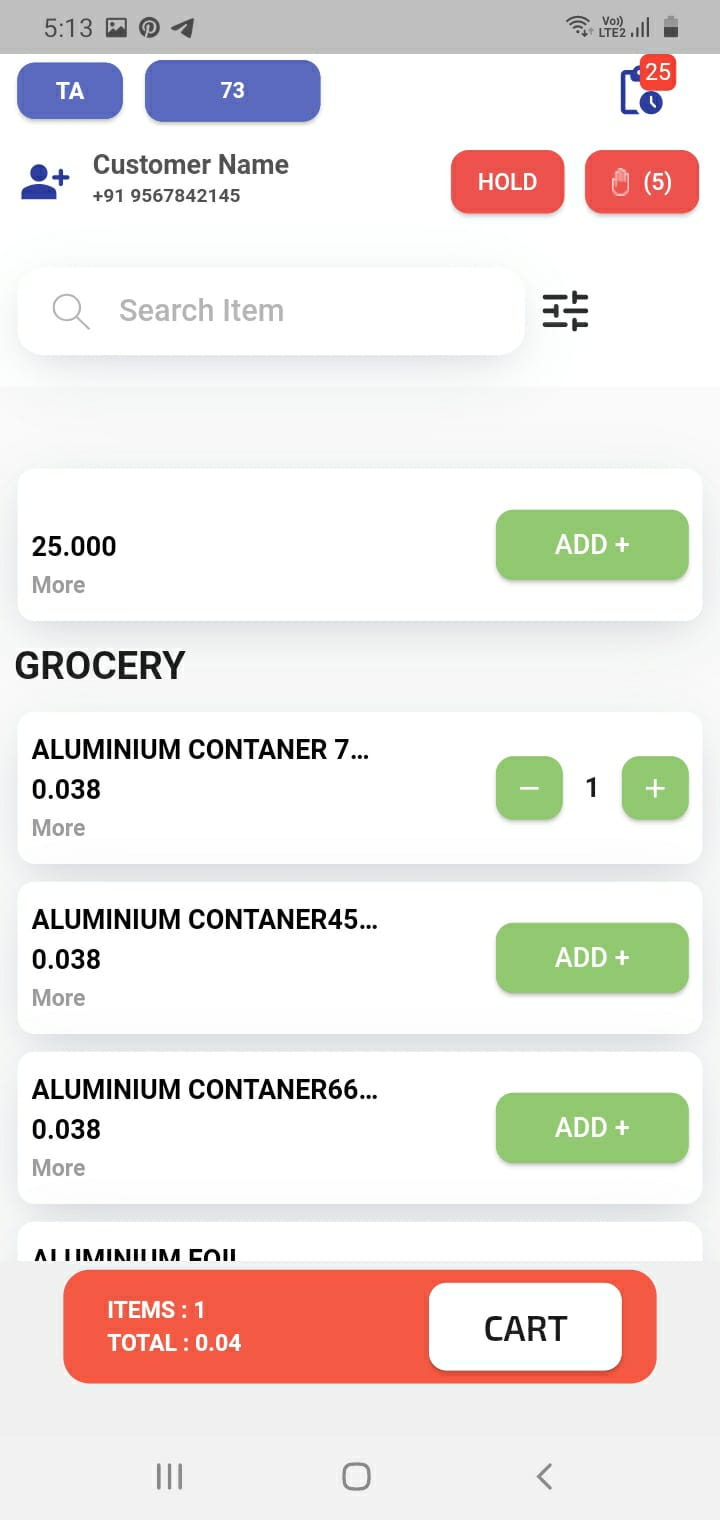 5:13
Vo))
LTE2
TA
73
25
Customer Name
+91 9567842145
HOLD
(5)
Search Item
25.000
More
ADD +
GROCERY
ALUMINIUM CONTANER 7...
0.038
More
− 1 +
ALUMINIUM CONTANER45...
0.038
More
ADD +
ALUMINIUM CONTANER66...
0.038
More
ADD +
ALUMINIUM FOIL
ITEMS : 1
TOTAL : 0.04
CART